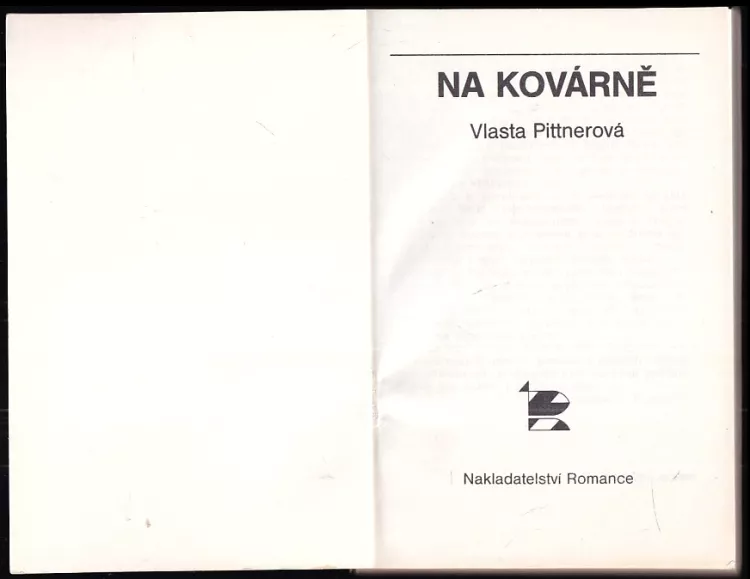 NA KOVÁRNĚ
Vlasta Pittnerová
Nakladatelství Romance